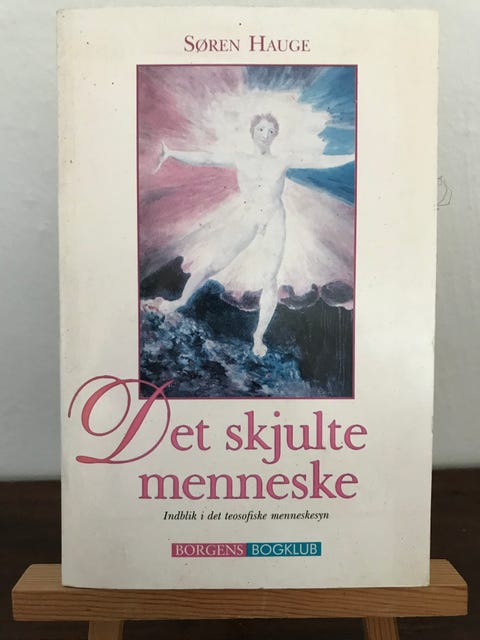 SØREN HAUGE
Det skjulte
menneske
Indblik i det teosofiske menneskesyn
BORGENS BOGKLUB